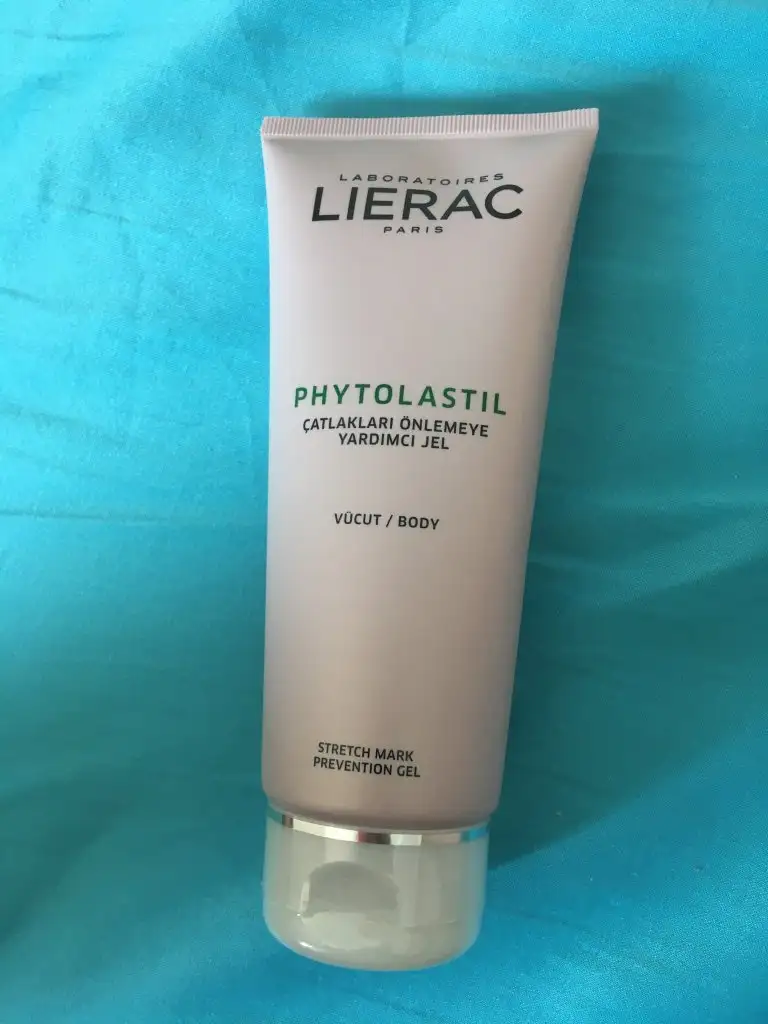 LABORATOIRES
LIERAC
PARIS
PHYTOLASTIL
ÇATLAKLARI ÖNLEMEYE
YARDIMCI JEL
VÜCUT / BODY
STRETCH MARK
PREVENTION GEL